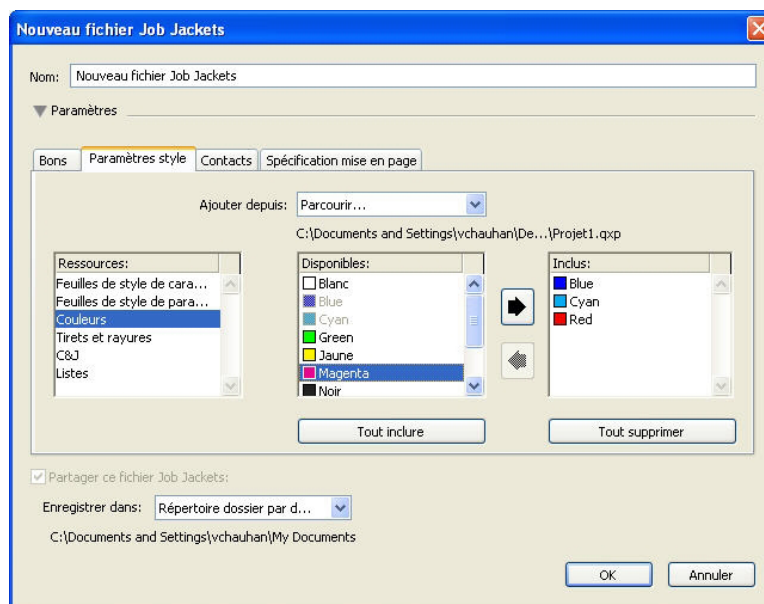 Nouveau fichier Job Jackets
Nom: Nouveau fichier Job Jackets
Paramètres
Bons Paramètres style Contacts Spécification mise en page
Ajouter depuis: Parcourir...
C:\Documents and Settings\vchauhan\De...\Projet1.qxp
Ressources:
Feuilles de style de cara...
Feuilles de style de para...
Couleurs
Tirets et rayures
C&J
Listes
Disponibles:
Blanc
Blue
Cyan
Green
Jaune
Magenta
Noir
Tout inclure
Inclus:
Blue
Cyan
Red
Tout supprimer
Partager ce fichier Job Jackets:
Enregistrer dans: Répertoire dossier par d...
C:\Documents and Settings\vchauhan\My Documents
OK Annuler